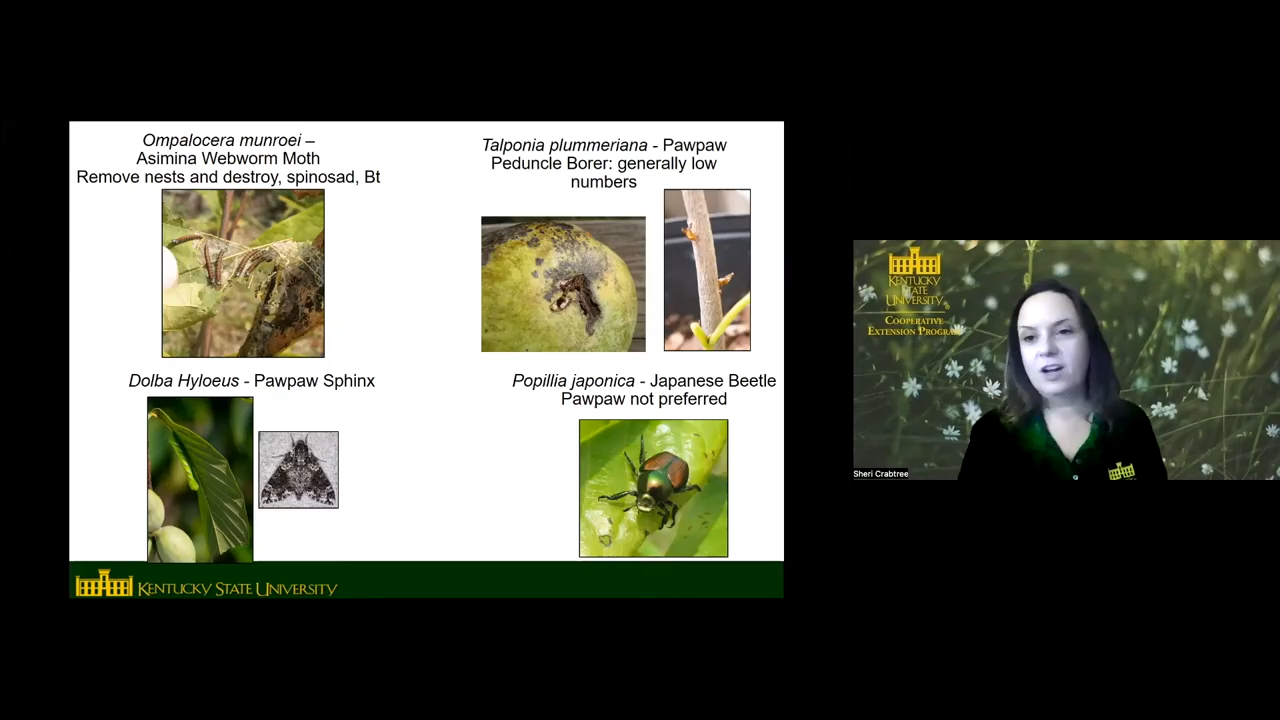 Ompalocera munroei –
Asimina Webworm Moth
Remove nests and destroy, spinosad, Bt
Talponia plummeriana - Pawpaw
Peduncle Borer: generally low
numbers
Dolba Hyloeus - Pawpaw Sphinx
Popillia japonica - Japanese Beetle
Pawpaw not preferred
KENTUCKY STATE UNIVERSITY
KENTUCKY
STATE
UNIVERSITY
COOPERATIVE
EXTENSION PROGRAM
Sheri Crabtree